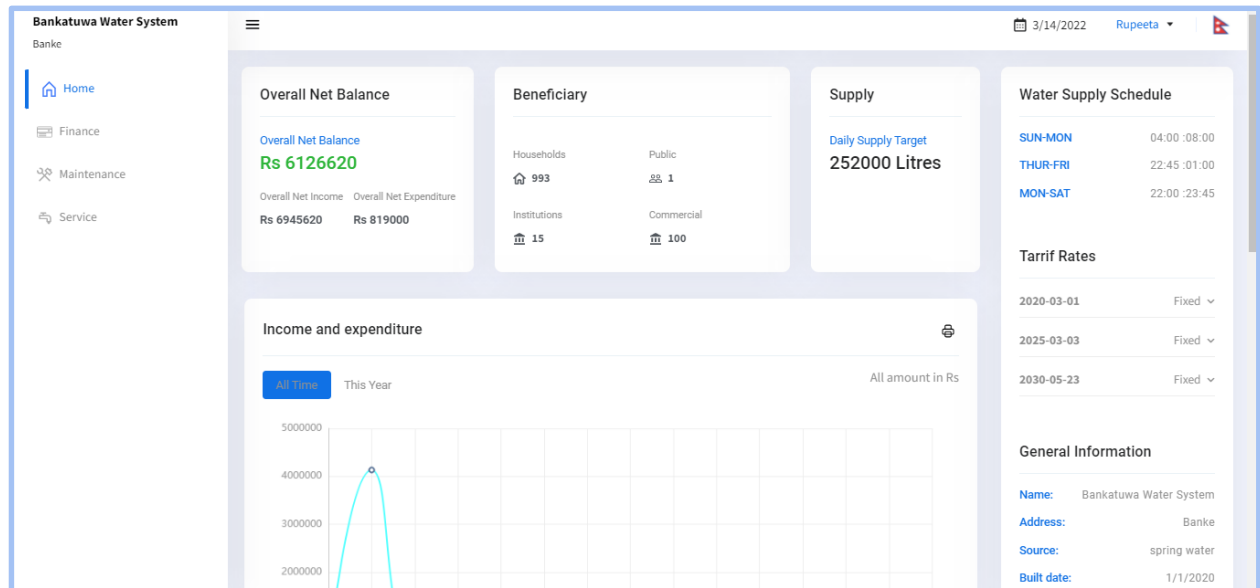 Bankatuwa Water System
Banke
3/14/2022 Rupeeta
Home
Finance
Maintenance
Service
Overall Net Balance
Overall Net Balance
Rs 6126620
Overall Net Income Overall Net Expenditure
Rs 6945620 Rs 819000
Beneficiary
Households Public
993 1
Institutions Commercial
15 100
Supply
Daily Supply Target
252000 Litres
Water Supply Schedule
SUN-MON 04:00 :08:00
THUR-FRI 22:45 :01:00
MON-SAT 22:00 :23:45
Tarrif Rates
2020-03-01 Fixed
2025-03-03 Fixed
2030-05-23 Fixed
General Information
Name: Bankatuwa Water System
Address: Banke
Source: spring water
Built date: 1/1/2020
Income and expenditure
All Time This Year All amount in Rs
5000000
4000000
3000000
2000000